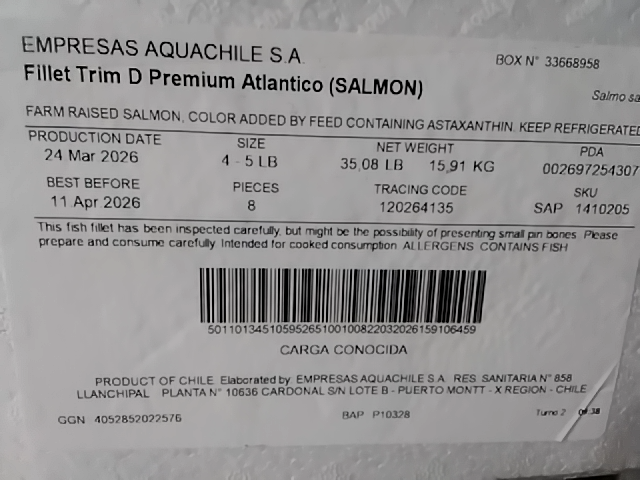 EMPRESAS AQUACHILE S.A.
BOX N° 33668958
Fillet Trim D Premium Atlantico (SALMON)
Salmo sa
FARM RAISED SALMON, COLOR ADDED BY FEED CONTAINING ASTAXANTHIN. KEEP REFRIGERATED
PRODUCTION DATE SIZE NET WEIGHT PDA
24 Mar 2026 4 - 5 LB 35,08 LB 15,91 KG 002697254307
BEST BEFORE PIECES TRACING CODE SKU
11 Apr 2026 8 120264135 SAP 1410205
This fish fillet has been inspected carefully, but might be the possibility of presenting small pin bones. Please
prepare and consume carefully. Intended for cooked consumption. ALLERGENS: CONTAINS FISH
50110134510595265100100822032026159106459
CARGA CONOCIDA
PRODUCT OF CHILE. Elaborated by: EMPRESAS AQUACHILE S.A. RES. SANITARIA N° 858
LLANCHIPAL PLANTA N° 10636 CARDONAL S/N LOTE B - PUERTO MONTT - X REGION - CHILE
GGN 4052852022576 BAP P10328 Turno 2